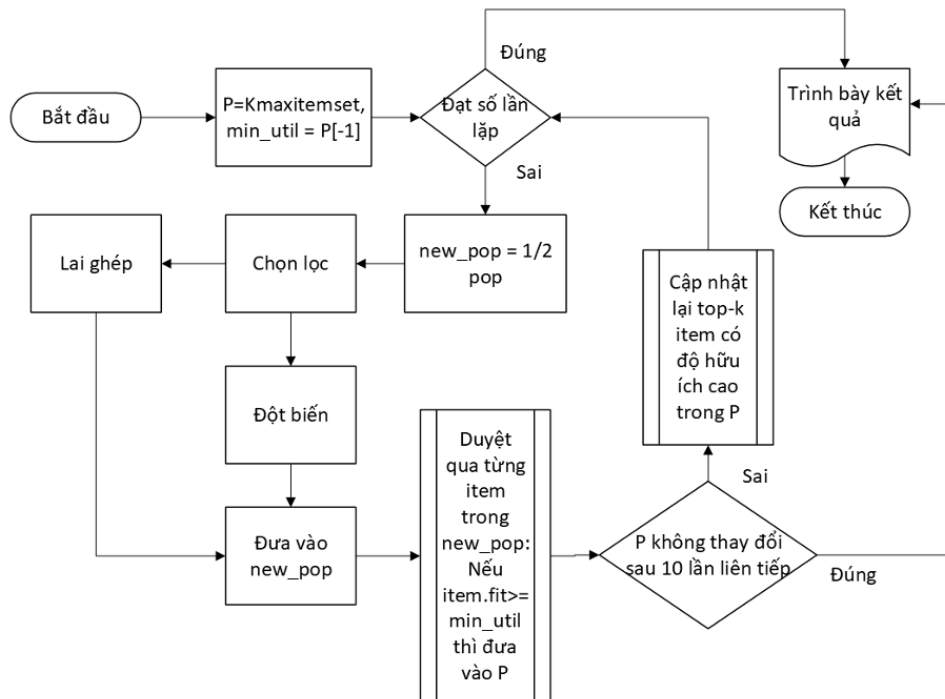 Bắt đầu
P=Kmaxitemset,
min_util = P[-1]
Đạt số lần
lặp
Đúng
Sai
Trình bày kết
quả
Kết thúc
new_pop = 1/2
pop
Chọn lọc
Lai ghép
Đột biến
Đưa vào
new_pop
Duyệt
qua từng
item
trong
new_pop:
Nếu
item.fit>=
min_util
thì đưa
vào P
P không thay đổi
sau 10 lần liên tiếp
Sai
Đúng
Cập nhật
lại top-k
item có
độ hữu
ích cao
trong P